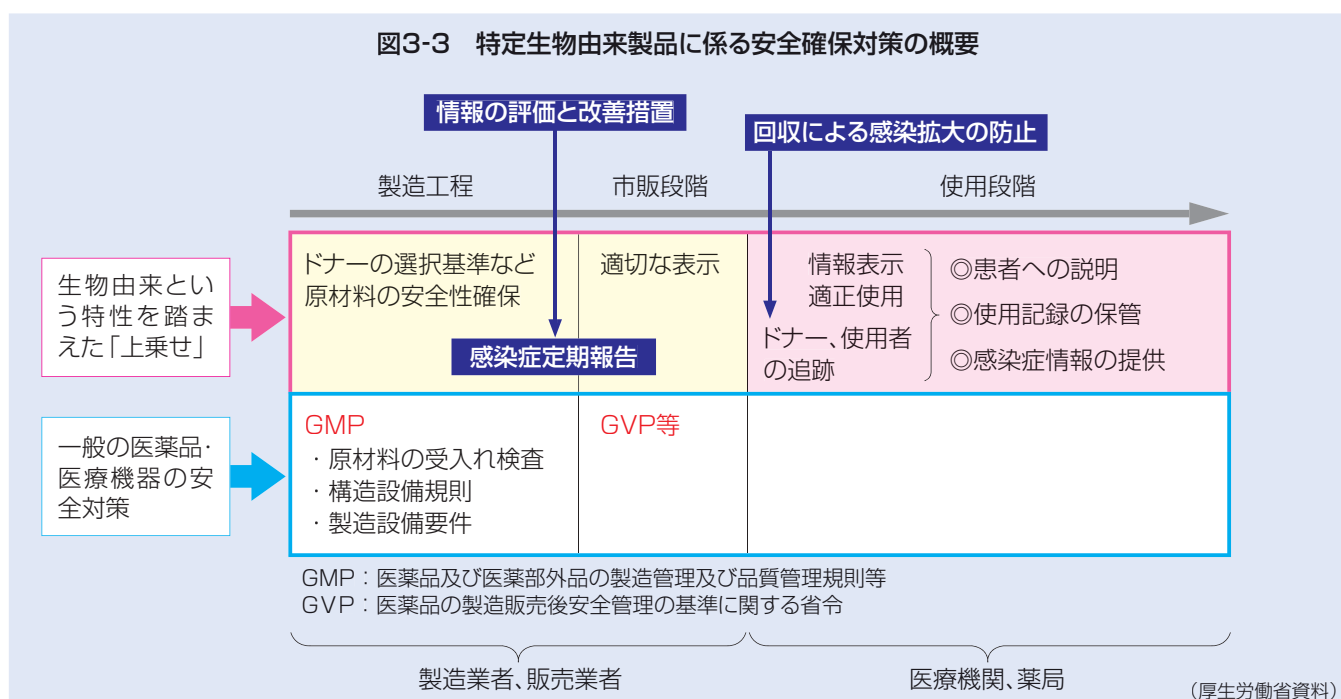 図3-3 特定生物由来製品に係る安全確保対策の概要
情報の評価と改善措置
回収による感染拡大の防止
製造工程
市販段階
使用段階
生物由来とい
う特性を踏ま
えた「上乗せ」
ドナーの選択基準など
原材料の安全性確保
適切な表示
感染症定期報告
情報表示
適正使用
ドナー、使用者
の追跡
◎患者への説明
◎使用記録の保管
◎感染症情報の提供
一般の医薬品・
医療機器の安
全対策
GMP
・原材料の受入れ検査
・構造設備規則
・製造設備要件
GVP等
GMP：医薬品及び医薬部外品の製造管理及び品質管理規則等
GVP：医薬品の製造販売後安全管理の基準に関する省令
製造業者、販売業者
医療機関、薬局
(厚生労働省資料)